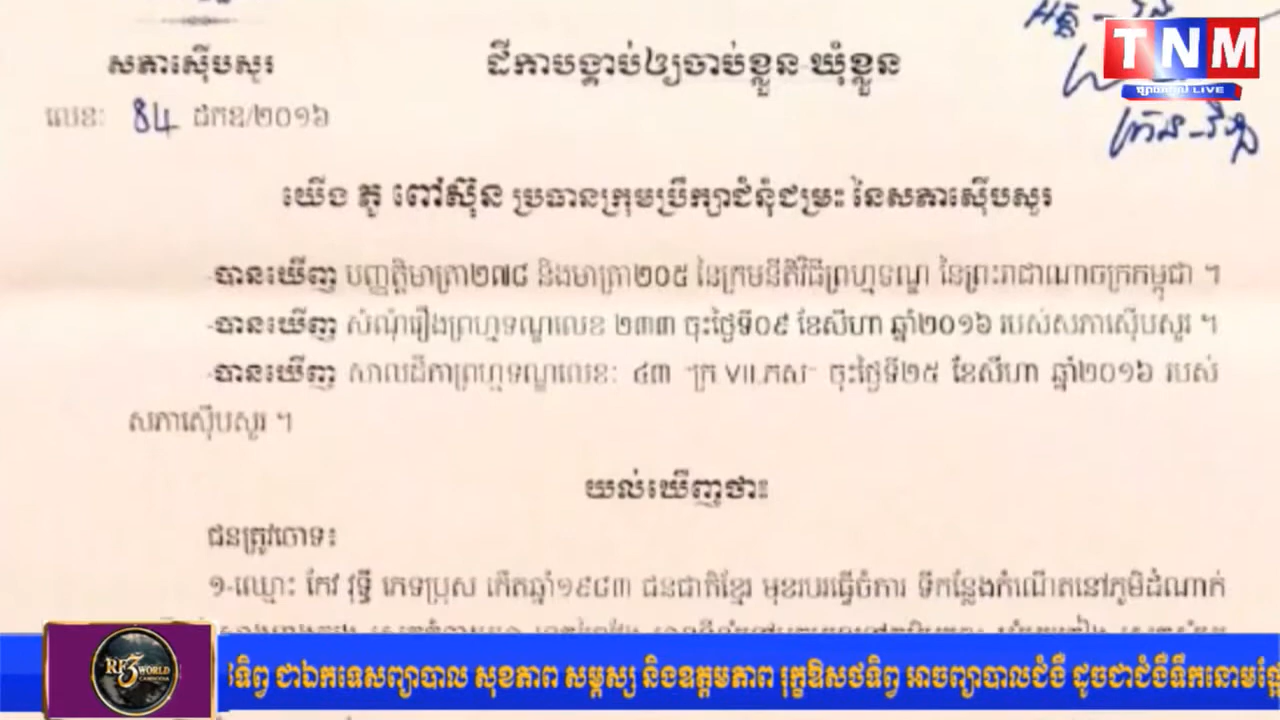 TNM
LIVE
សភាស៊ើបសួរ
ដីកាបង្គាប់ឲ្យចាប់ខ្លួន ឃុំខ្លួន
លេខៈ 84 ដកឧ/២០១៦
យើង ភូ ពៅស៊ុន ប្រធានក្រុមប្រឹក្សាជំនុំជម្រះ នៃសភាស៊ើបសួរ
-បានឃើញ បញ្ញត្តិមាត្រា២៧៨ និងមាត្រា២០៥ នៃក្រមនីតិវិធីព្រហ្មទណ្ឌ នៃព្រះរាជាណាចក្រកម្ពុជា ។
-បានឃើញ សំណុំរឿងព្រហ្មទណ្ឌលេខ ២៣៣ ចុះថ្ងៃទី០៩ ខែសីហា ឆ្នាំ២០១៦ របស់សភាស៊ើបសួរ ។
-បានឃើញ សាលដីកាព្រហ្មទណ្ឌលេខៈ ៤៣ "ក្រ VII.ភស" ចុះថ្ងៃទី២៥ ខែសីហា ឆ្នាំ២០១៦ របស់
សភាស៊ើបសួរ ។
យល់ឃើញថា៖
ជនត្រូវចោទ៖
១-ឈ្មោះ កែវ វុទ្ធី ភេទប្រុស កើតឆ្នាំ១៩៨៣ ជនជាតិខ្មែរ មុខរបរធ្វើចំការ ទីកន្លែងកំណើតនៅភូមិដំណាក់
RF3 WORLD
CAMBODIA
ជាឯកទេសព្យាបាល សុខភាព សម្ផស្ស និងឧត្តមភាព រុក្ខឱសថទិព្វ អាចព្យាបាលជំងឺ ដូចជាជំងឺទឹកនោមផ្អែ